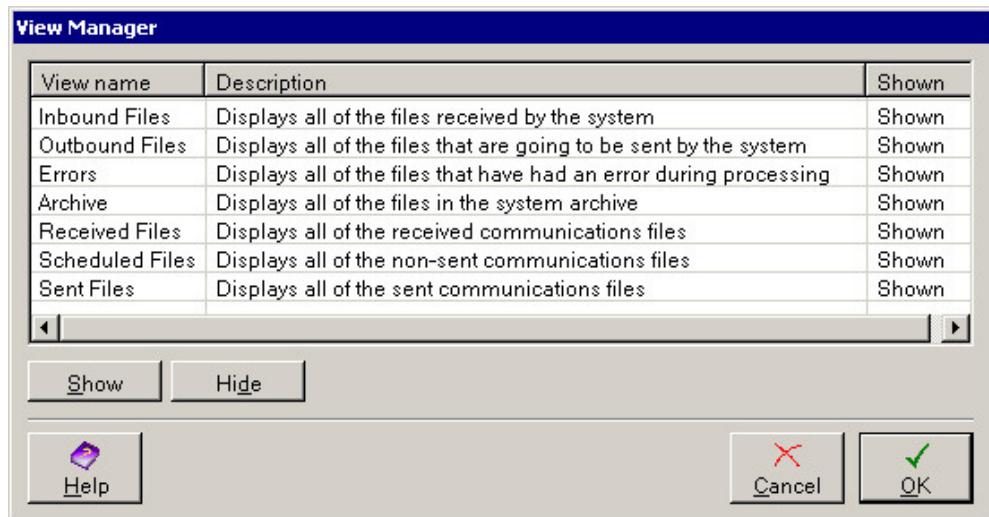 View Manager
View name Description Shown
Inbound Files Displays all of the files received by the system Shown
Outbound Files Displays all of the files that are going to be sent by the system Shown
Errors Displays all of the files that have had an error during processing Shown
Archive Displays all of the files in the system archive Shown
Received Files Displays all of the received communications files Shown
Scheduled Files Displays all of the non-sent communications files Shown
Sent Files Displays all of the sent communications files Shown
Show Hide
Help Cancel OK